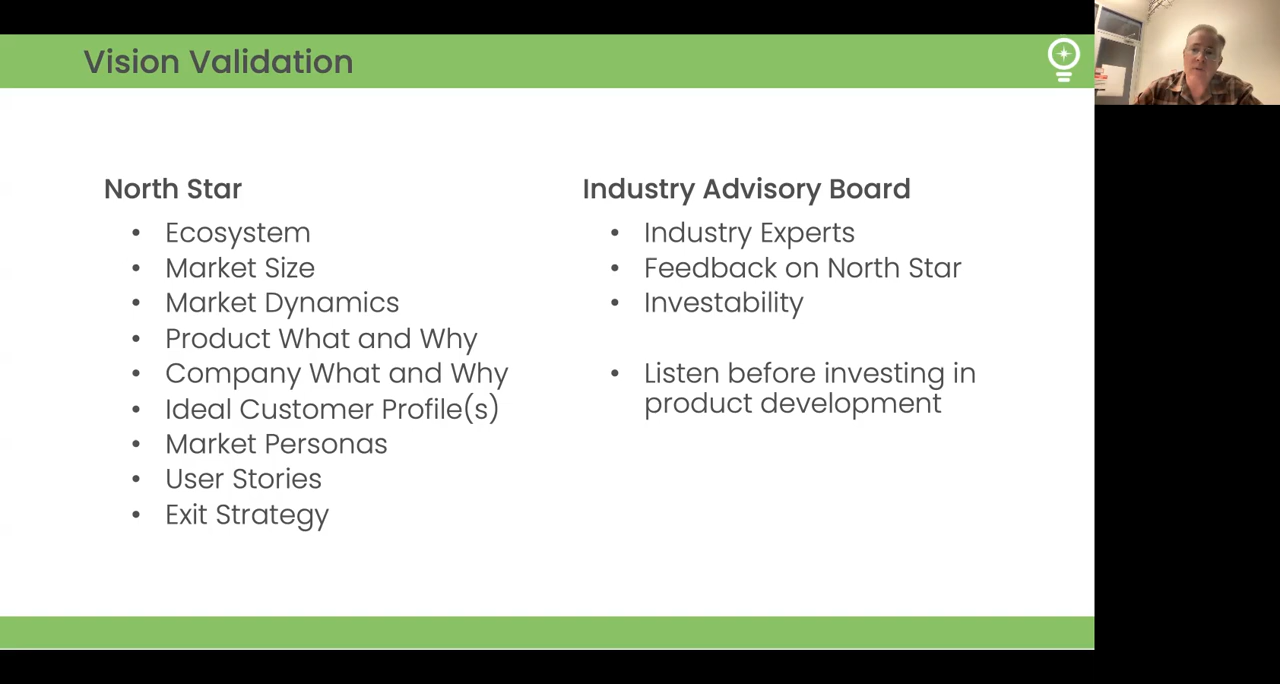 Vision Validation
North Star
• Ecosystem
• Market Size
• Market Dynamics
• Product What and Why
• Company What and Why
• Ideal Customer Profile(s)
• Market Personas
• User Stories
• Exit Strategy
Industry Advisory Board
• Industry Experts
• Feedback on North Star
• Investability
• Listen before investing in
product development